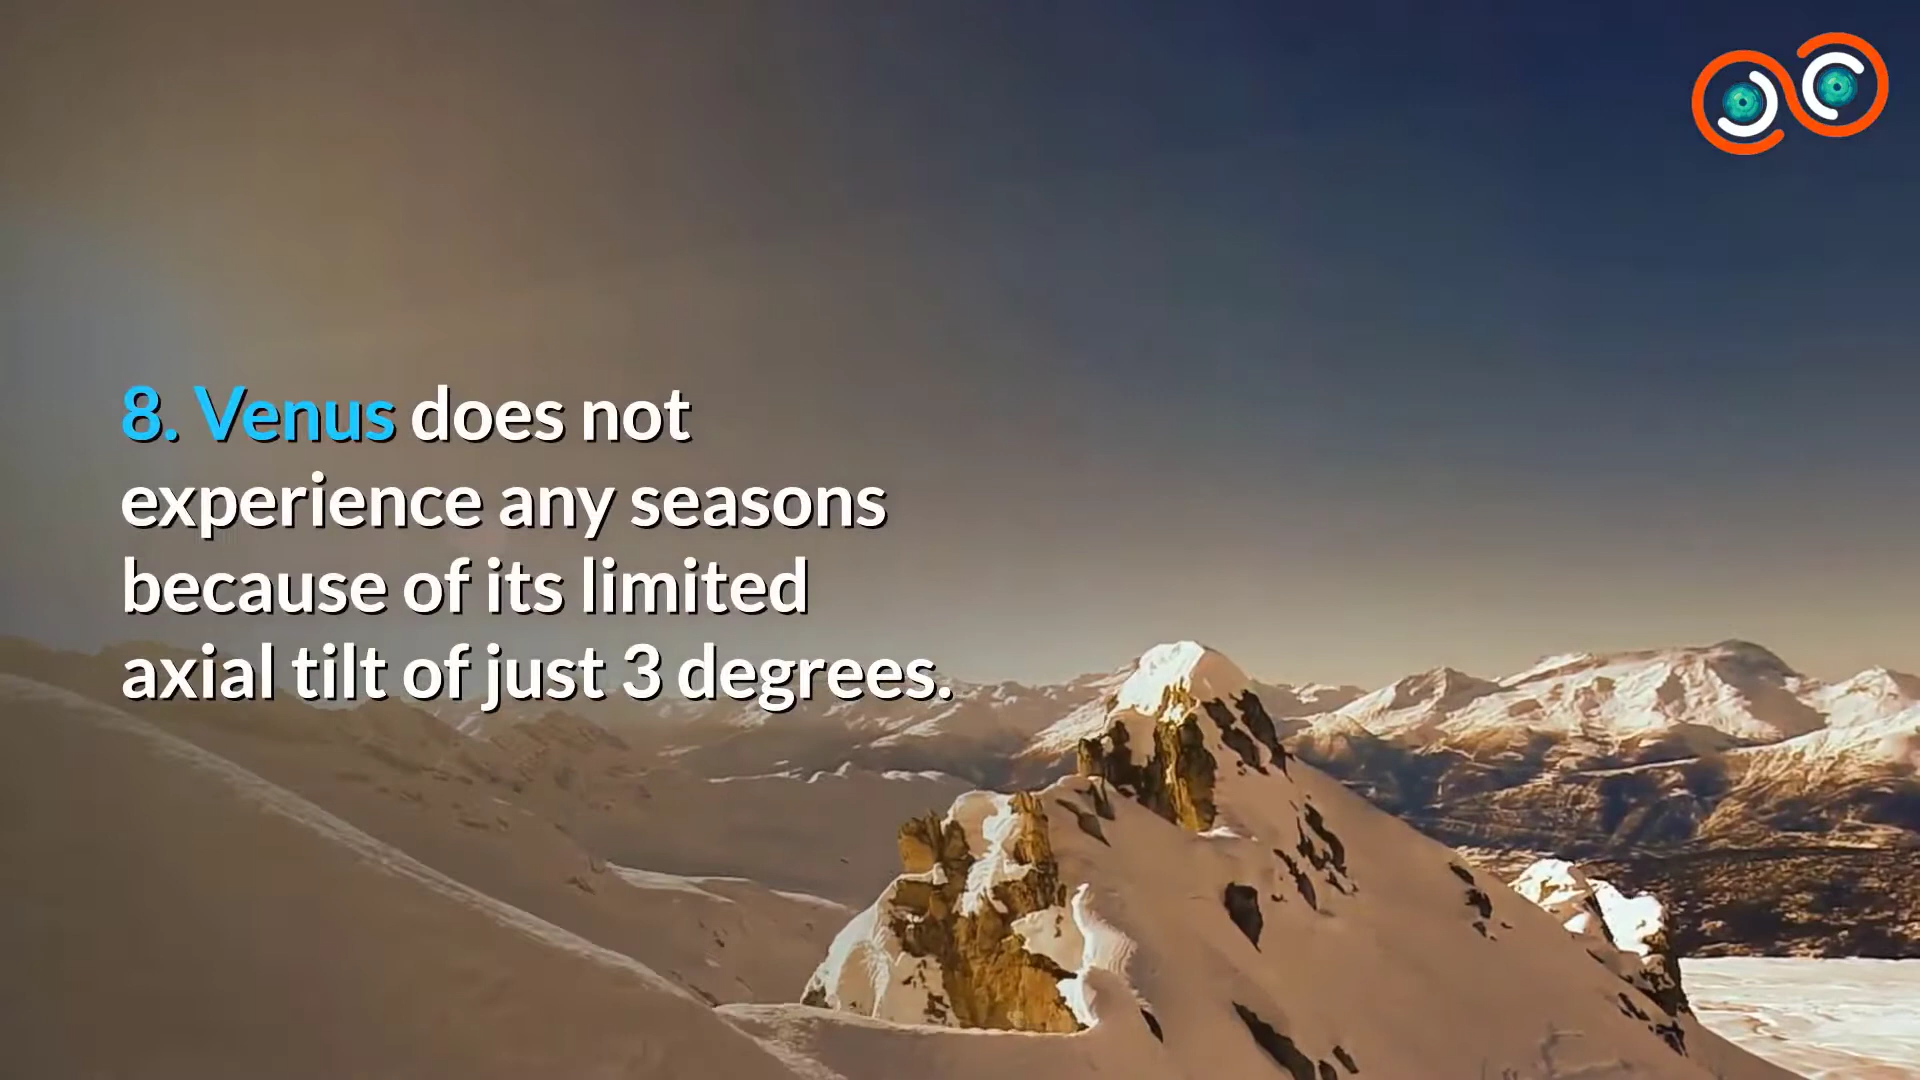 8. Venus does not
experience any seasons
because of its limited
axial tilt of just 3 degrees.